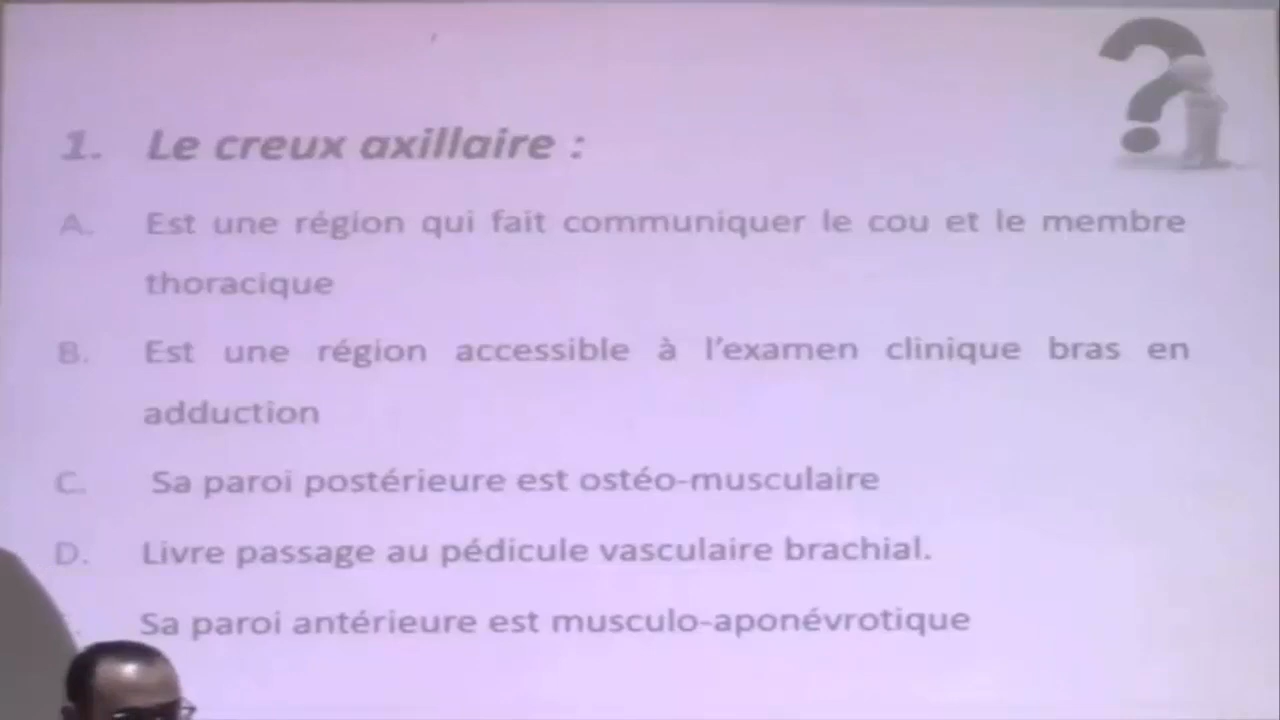 1. Le creux axillaire :
A. Est une région qui fait communiquer le cou et le membre
thoracique
B. Est une région accessible à l'examen clinique bras en
adduction
C. Sa paroi postérieure est ostéo-musculaire
D. Livre passage au pédicule vasculaire brachial.
Sa paroi antérieure est musculo-aponévrotique